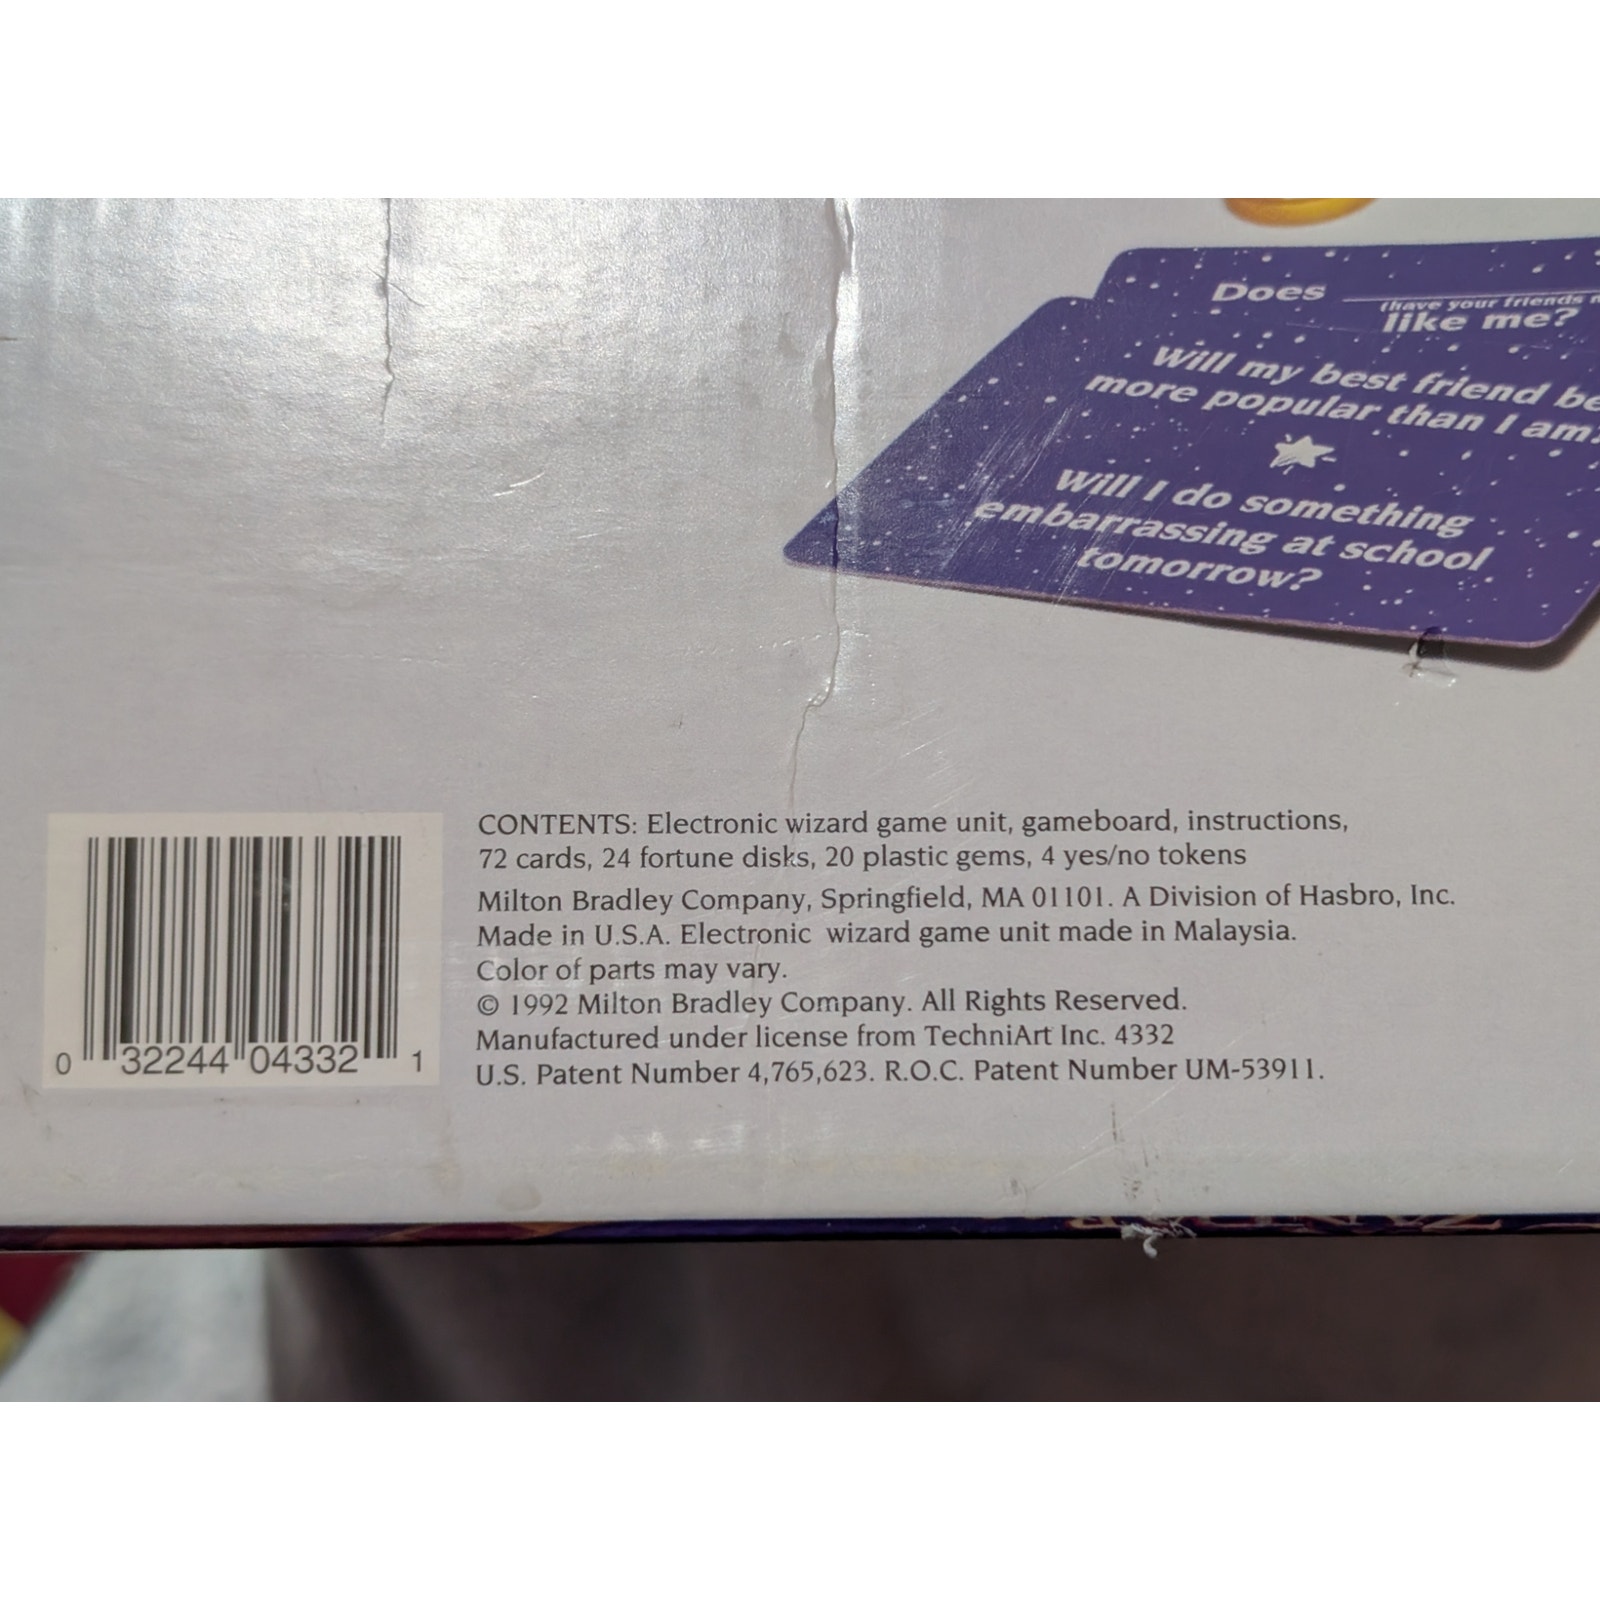 Does
(have your friends
like me?
Will my best friend be
more popular than I am?
Will I do something
embarrassing at school
tomorrow?
CONTENTS: Electronic wizard game unit, gameboard, instructions,
72 cards, 24 fortune disks, 20 plastic gems, 4 yes/no tokens
Milton Bradley Company, Springfield, MA 01101. A Division of Hasbro, Inc.
Made in U.S.A. Electronic wizard game unit made in Malaysia.
Color of parts may vary.
© 1992 Milton Bradley Company. All Rights Reserved.
Manufactured under license from TechniArt Inc. 4332
U.S. Patent Number 4,765,623. R.O.C. Patent Number UM-53911.
0 32244 04332 1